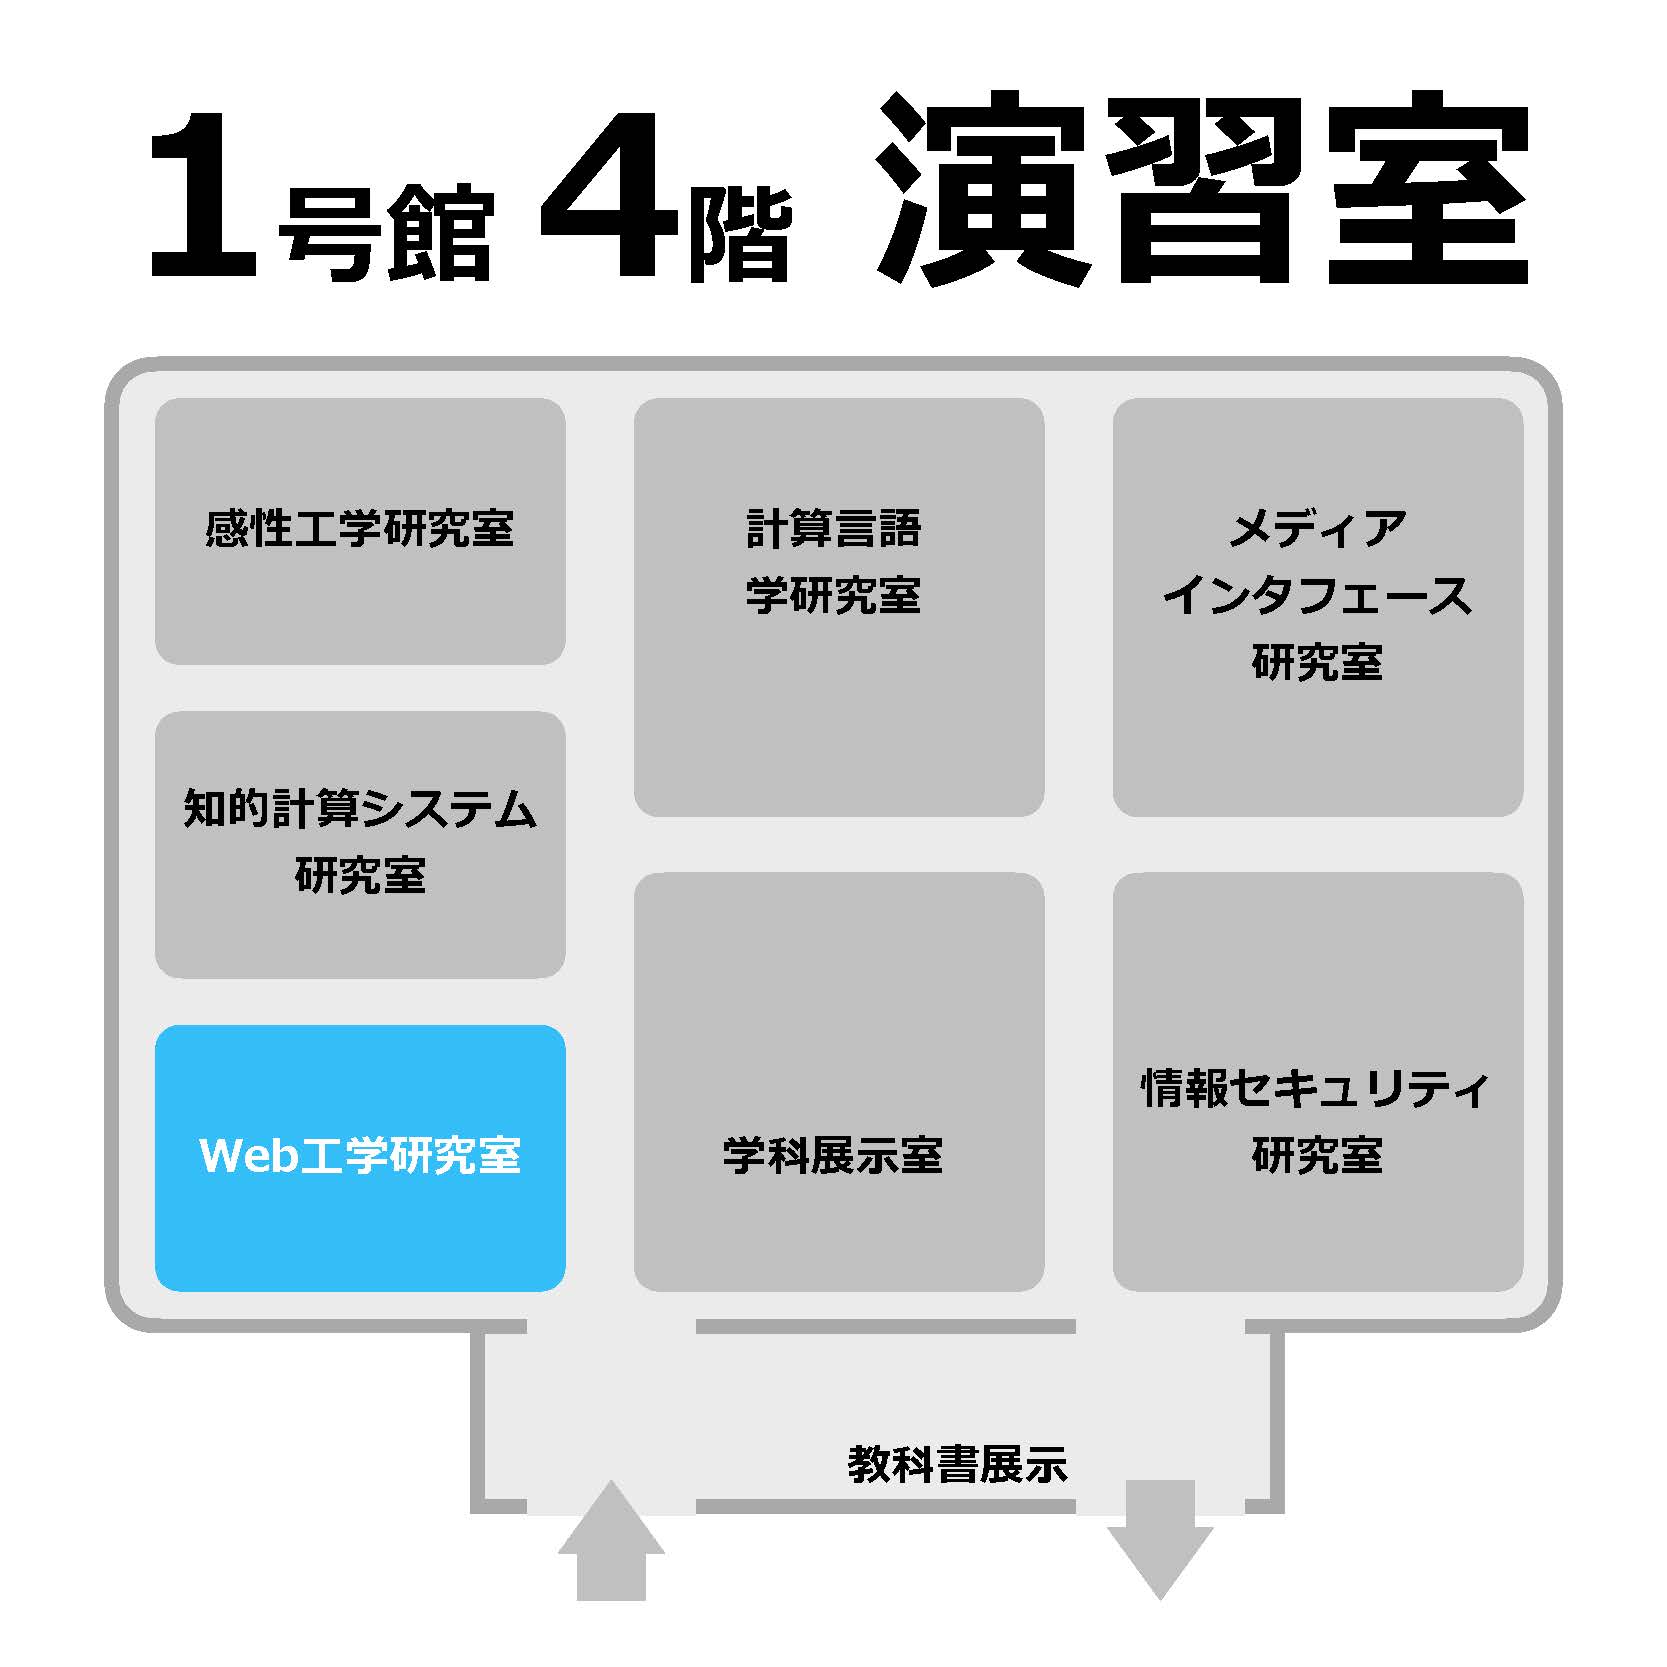 1号館 4階 演習室
感性工学研究室
計算言語
学研究室
メディア
インタフェース
研究室
知的計算システム
研究室
Web工学研究室
学科展示室
情報セキュリティ
研究室
教科書展示